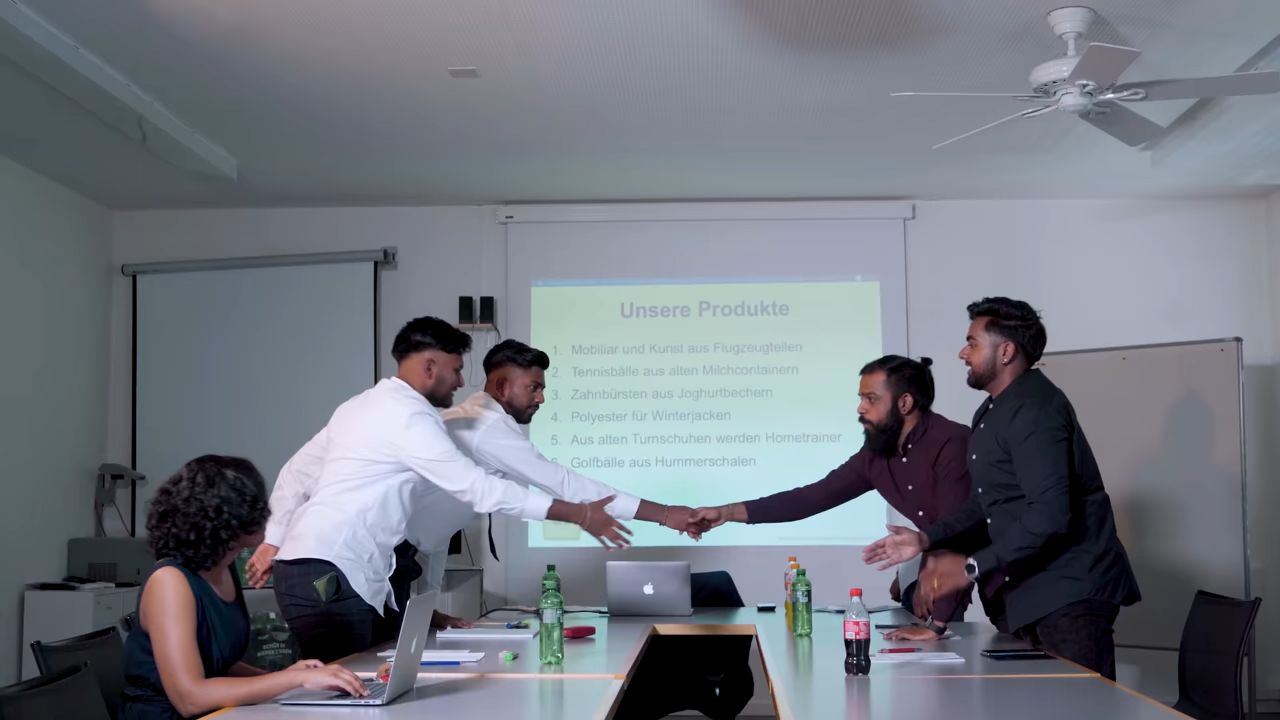 Unsere Produkte
1. Mobiliar und Kunst aus Flugzeugteilen
2. Tennisbälle aus alten Milchcontainern
3. Zahnbürsten aus Joghurtbechern
4. Polyester für Winterjacken
5. Aus alten Turnschuhen werden Hometrainer
6. Golfbälle aus Hummerschalen